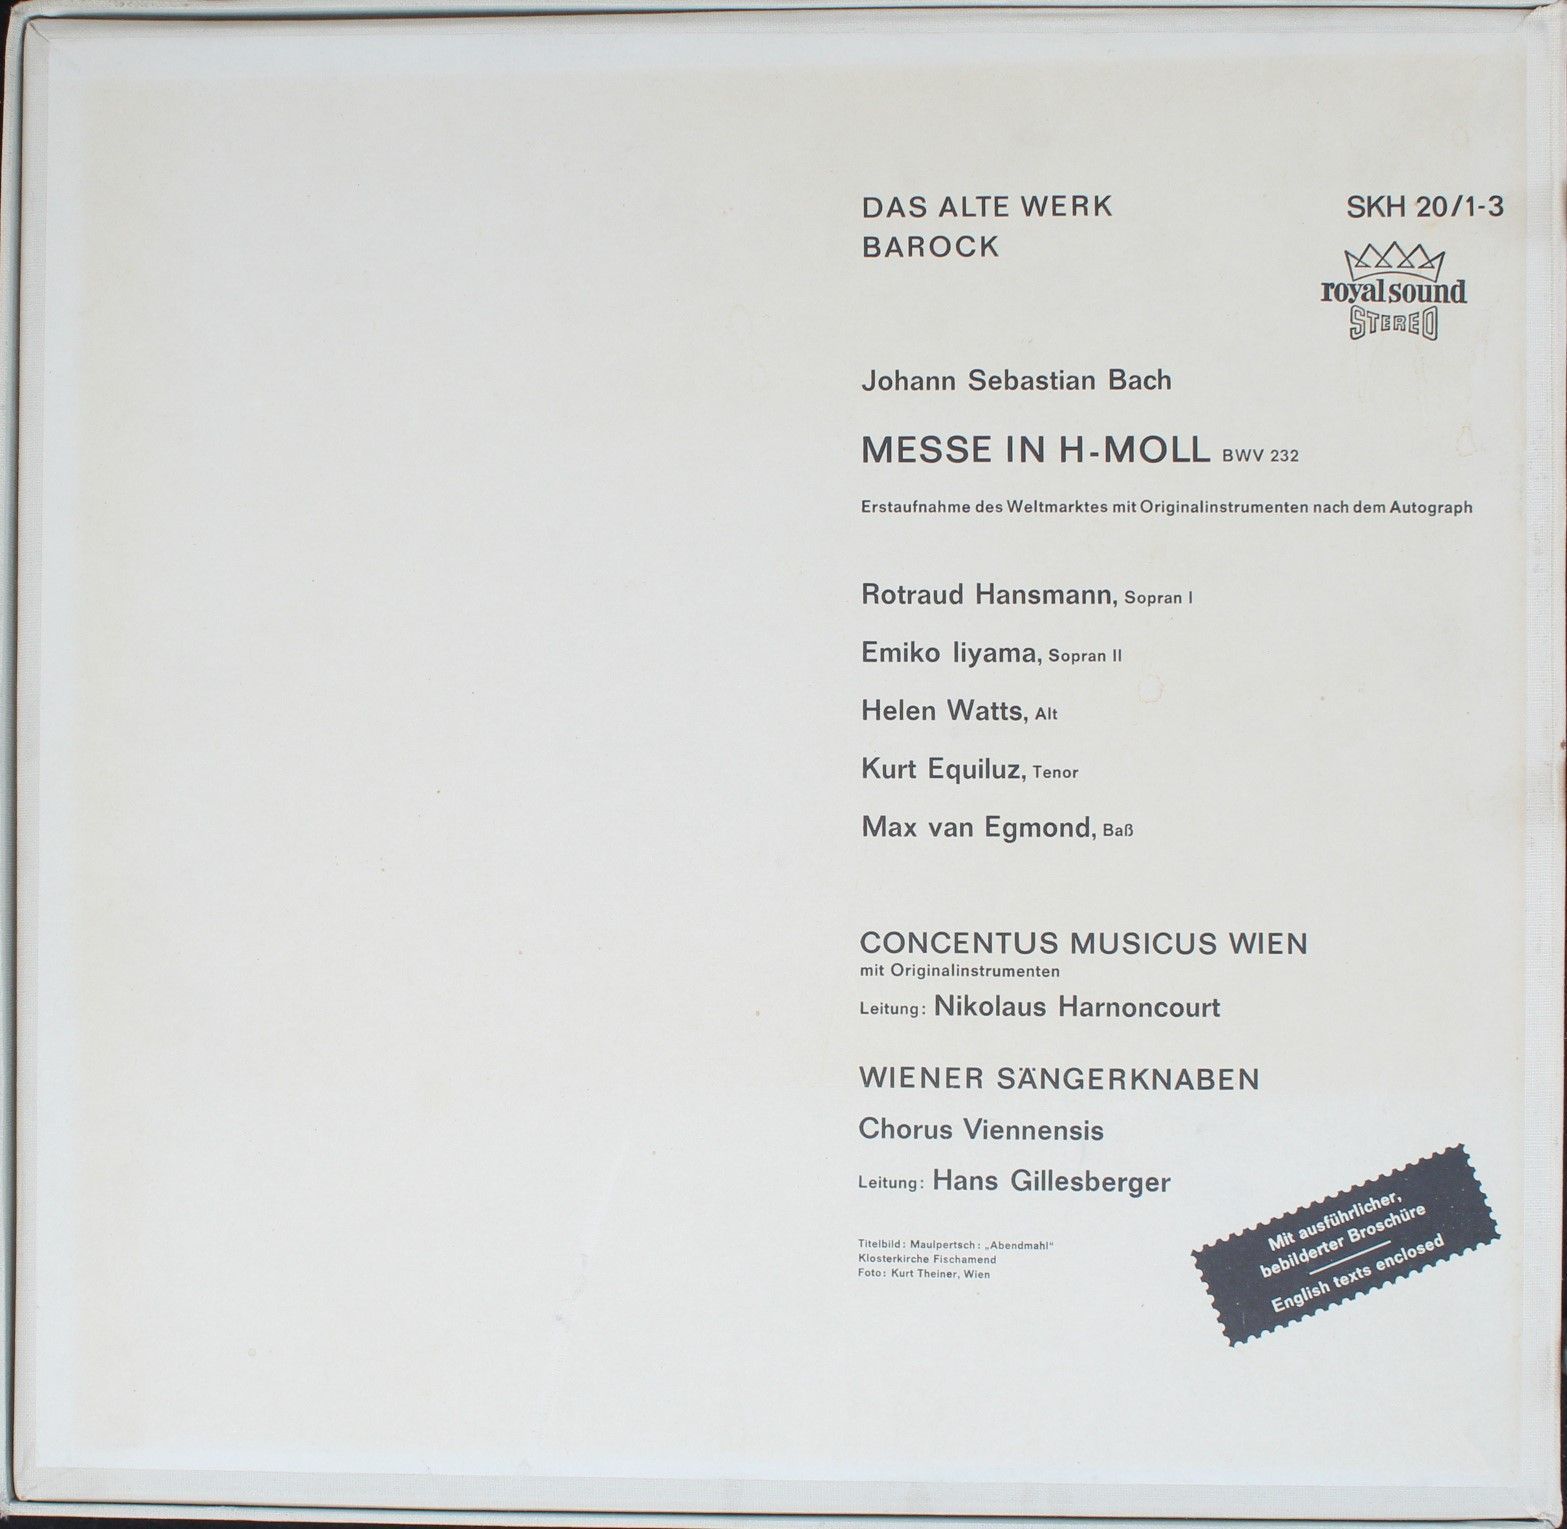 DAS ALTE WERK
SKH 20/1-3
BAROCK
royal sound
STEREO
Johann Sebastian Bach
MESSE IN H-MOLL BWV 232
Erstaufnahme des Weltmarktes mit Originalinstrumenten nach dem Autograph
Rotraud Hansmann, Sopran I
Emiko Iiyama, Sopran II
Helen Watts, Alt
Kurt Equiluz, Tenor
Max van Egmond, Baß
CONCENTUS MUSICUS WIEN
mit Originalinstrumenten
Leitung: Nikolaus Harnoncourt
WIENER SÄNGERKNABEN
Chorus Viennensis
Leitung: Hans Gillesberger
Titelbild: Maulpertsch: „Abendmahl“
Klosterkirche Fischamend
Foto: Kurt Theiner, Wien
Mit ausführlicher,
bebilderter Broschüre
English texts enclosed